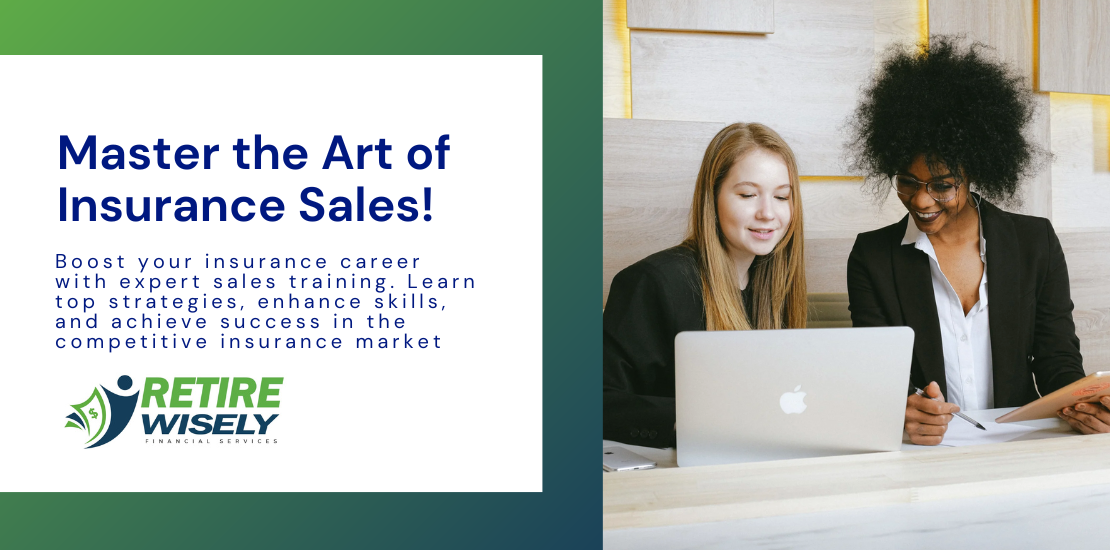 Master the Art of
Insurance Sales!
Boost your insurance career
with expert sales training. Learn
top strategies, enhance skills,
and achieve success in the
competitive insurance market
$
RETIRE
WISELY
FINANCIAL SERVICES